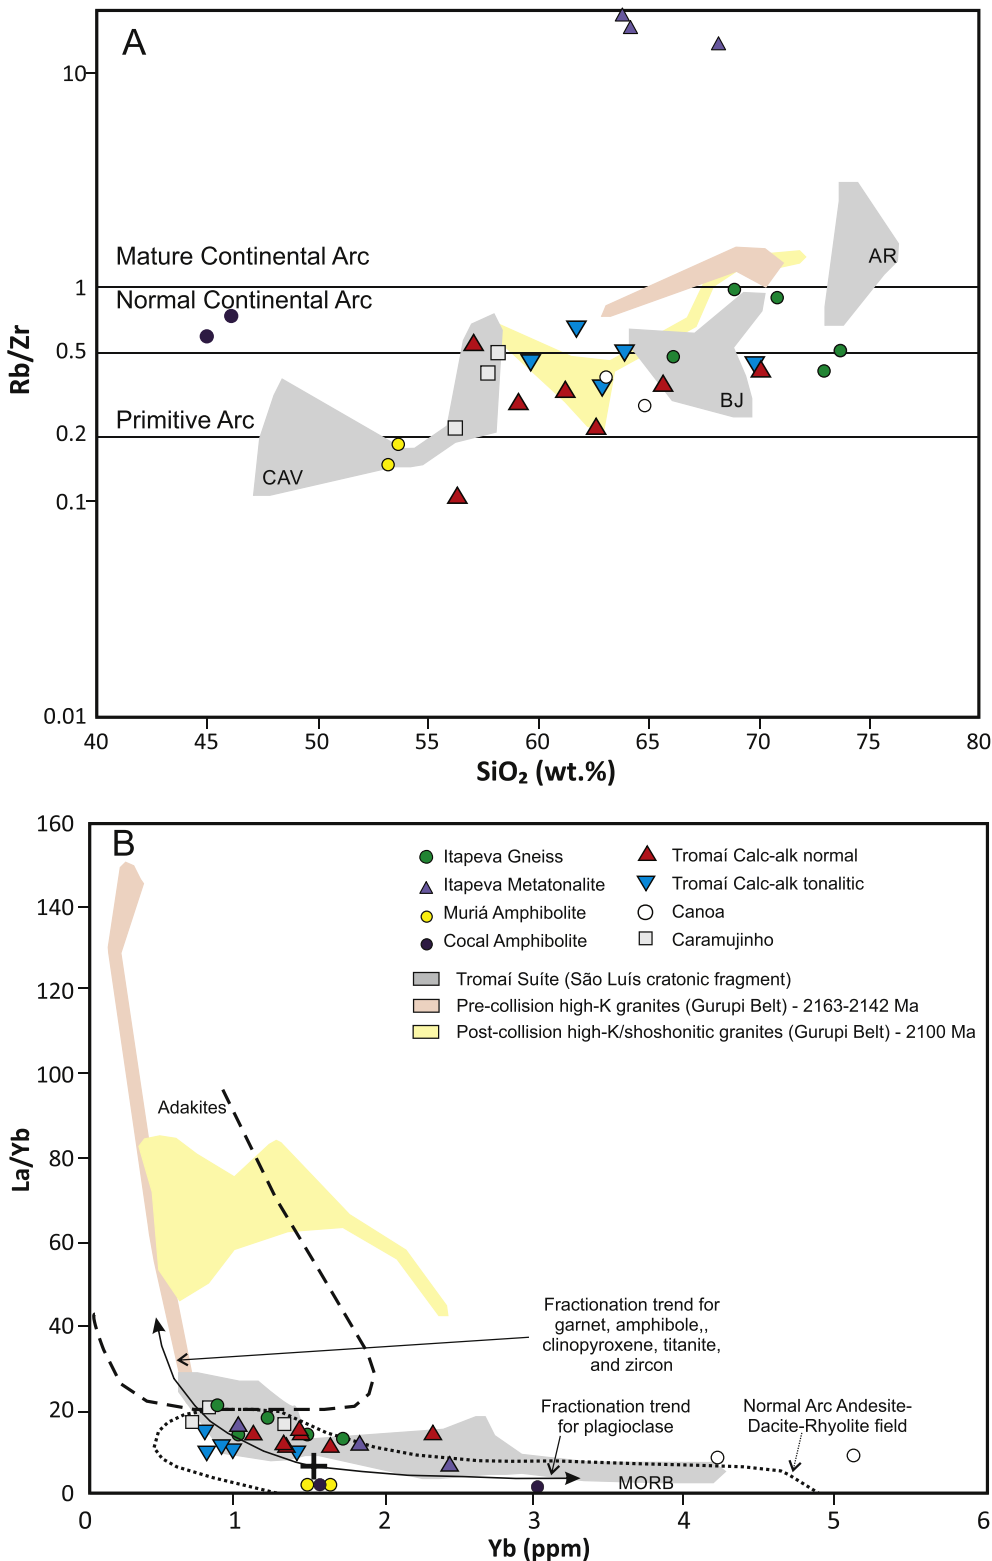 A
10
Mature Continental Arc
AR
1
Normal Continental Arc
Rb/Zr
0.5
BJ
Primitive Arc
0.2
CAV
0.1
0.01
40
45
50
55
60
65
70
75
80
SiO₂ (wt.%)
160
B
Itapeva Gneiss
Itapeva Metatonalite
Muriá Amphibolite
Cocal Amphibolite
Tromaí Calc-alk normal
Tromaí Calc-alk tonalitic
Canoa
Caramujinho
Tromaí Suíte (São Luís cratonic fragment)
Pre-collision high-K granites (Gurupi Belt) - 2163-2142 Ma
Post-collision high-K/shoshonitic granites (Gurupi Belt) - 2100 Ma
140
120
100
Adakites
La/Yb
80
60
40
Fractionation trend for
garnet, amphibole,,
clinopyroxene, titanite,
and zircon
20
Fractionation trend
for plagioclase
Normal Arc Andesite-
Dacite-Rhyolite field
MORB
0
0
1
2
3
4
5
6
Yb (ppm)